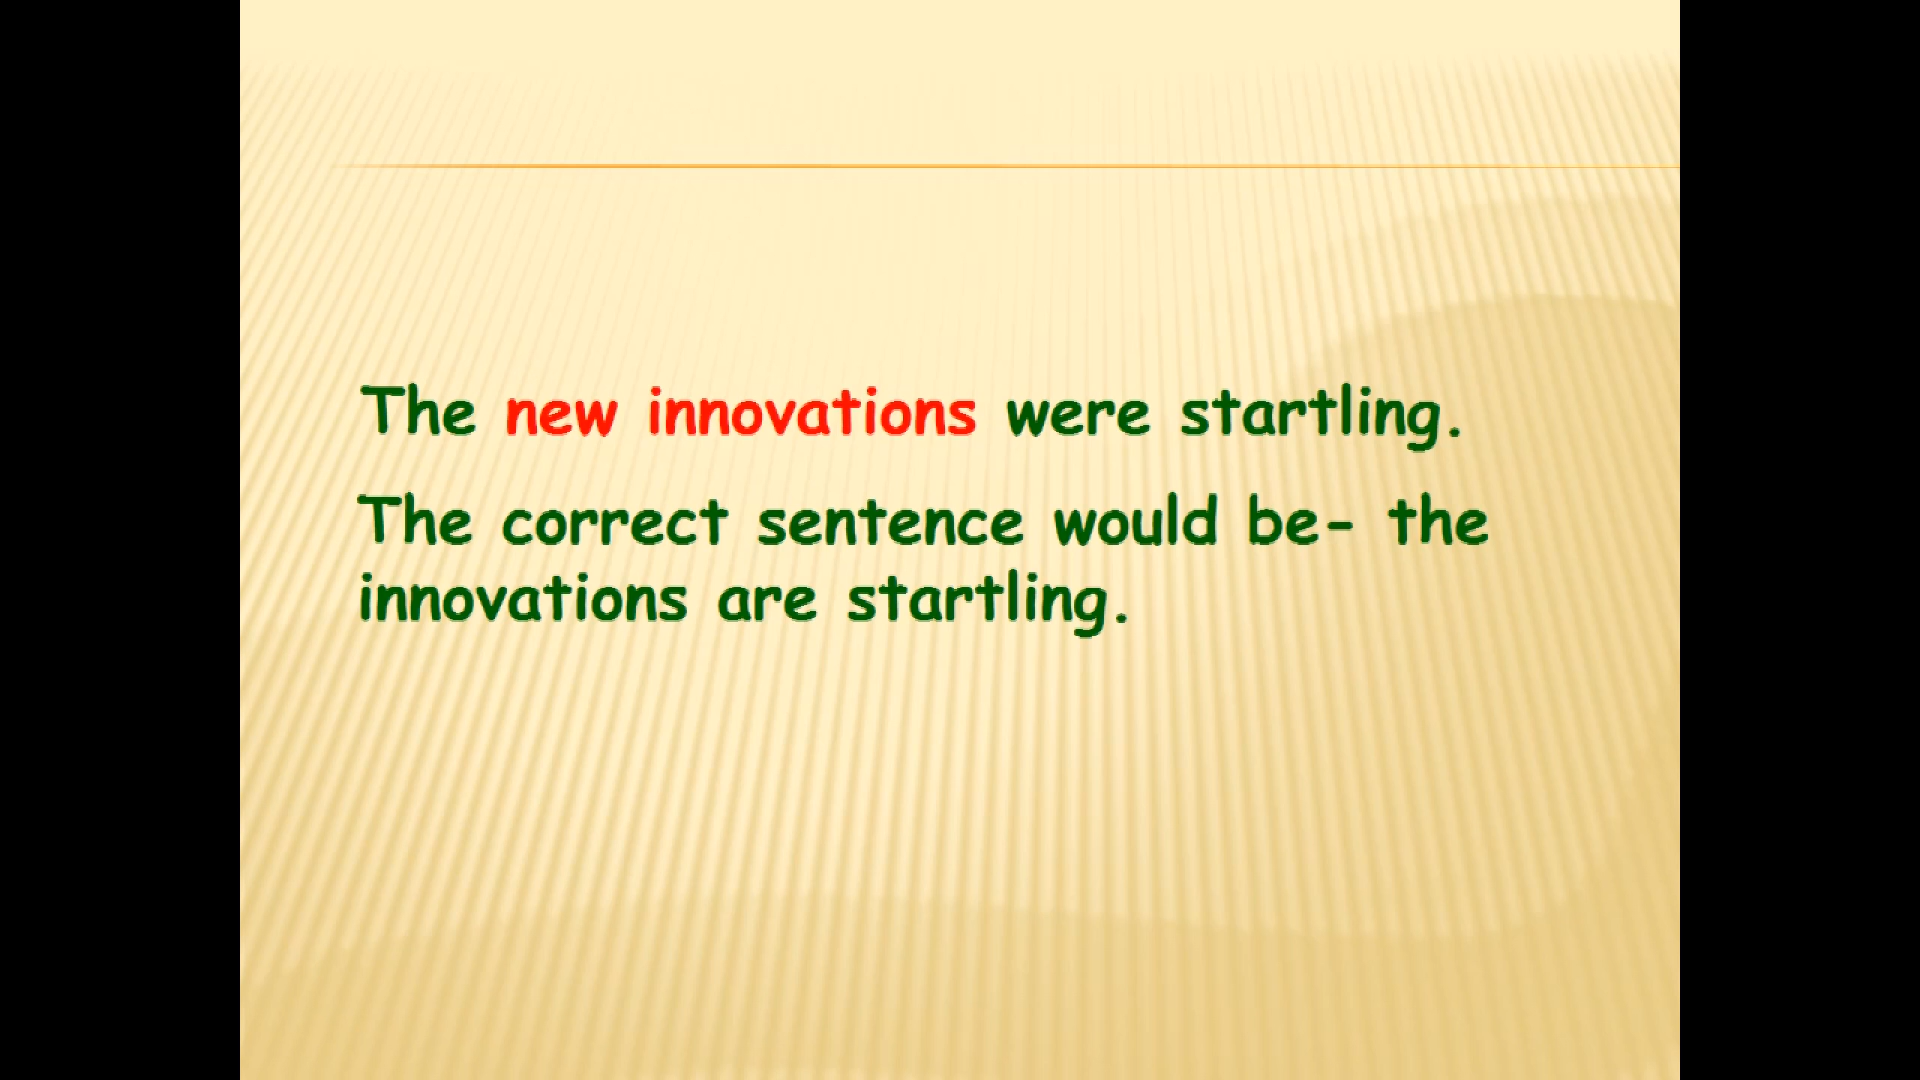 The new innovations were startling.
The correct sentence would be- the
innovations are startling.